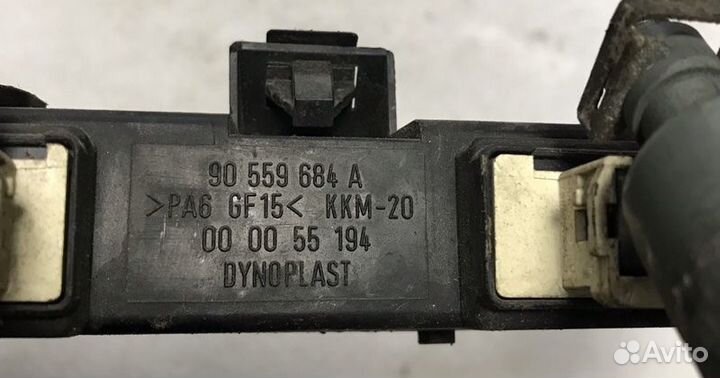 90 559 684 A
>PA6 GF15< KKM-20
00 00 55 194
DYNOPLAST
Avito